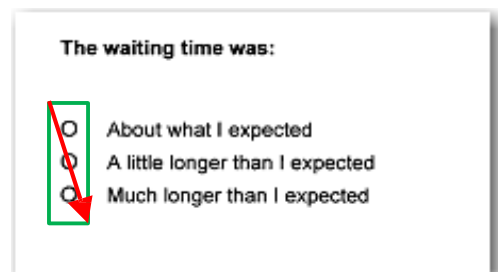 The waiting time was:
About what I expected
A little longer than I expected
Much longer than I expected